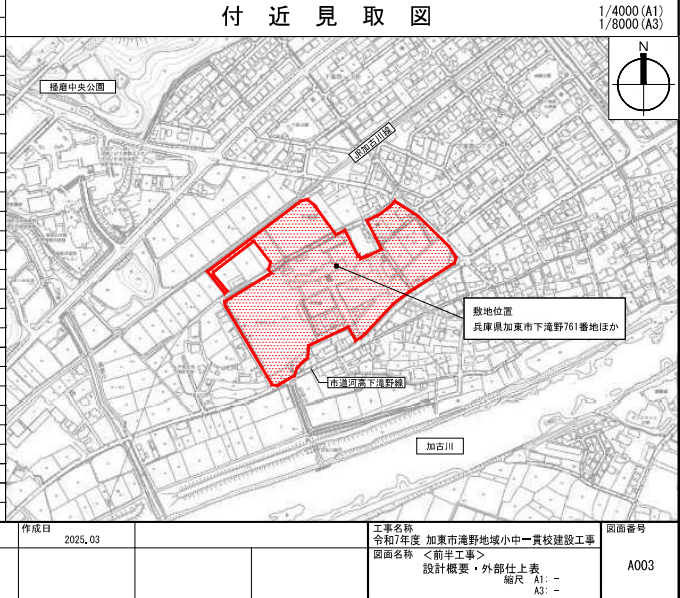 付近見取図
1/4000(A1)
1/8000(A3)
N
播磨中央公園
JR加古川線
敷地位置
兵庫県加東市下滝野761番地ほか
市道河高下滝野線
加古川
作成日
2025.03
工事名称
令和7年度 加東市滝野地域小中一貫校建設工事
図面名称 <前半工事>
設計概要・外部仕上表
縮尺 A1: -
A3: -
図面番号
A003